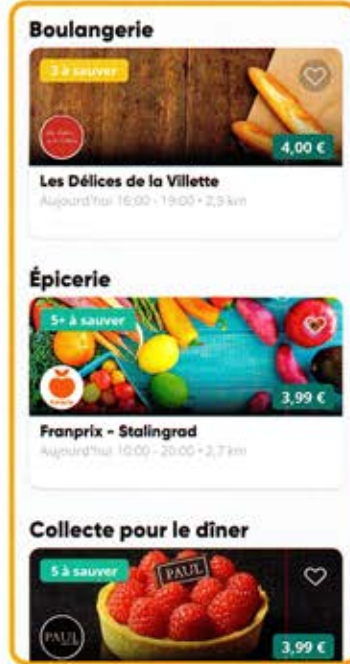 Boulangerie
3 à sauver
4,00 €
Les Délices de la Villette
Aujourd'hui 16:00 - 19:00 • 2,9 km
Épicerie
5+ à sauver
3,99 €
Franprix - Stalingrad
Aujourd'hui 10:00 - 20:00 • 2,7 km
Collecte pour le dîner
5 à sauver
PAUL
PAUL
3,99 €